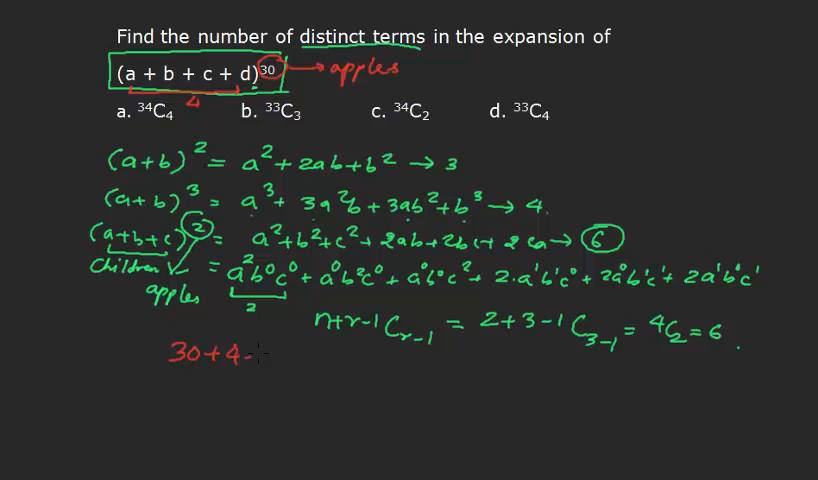 Find the number of distinct terms in the expansion of
(a + b + c + d)³⁰ → apples
4
a. ³⁴C₄ b. ³³C₃ c. ³⁴C₂ d. ³³C₄
(a+b)² = a² + 2ab + b² → 3
(a+b)³ = a³ + 3a²b + 3ab² + b³ → 4
(a+b+c)² = a² + b² + c² + 2ab + 2bc + 2ca → 6
Children = a²b⁰c⁰ + a⁰b²c⁰ + a⁰b⁰c² + 2·a¹b¹c⁰ + 2a⁰b¹c¹ + 2a¹b⁰c¹
apples 2
n+r-1Cr-1 = 2+3-1C3-1 = ⁴C₂ = 6.
30+4-